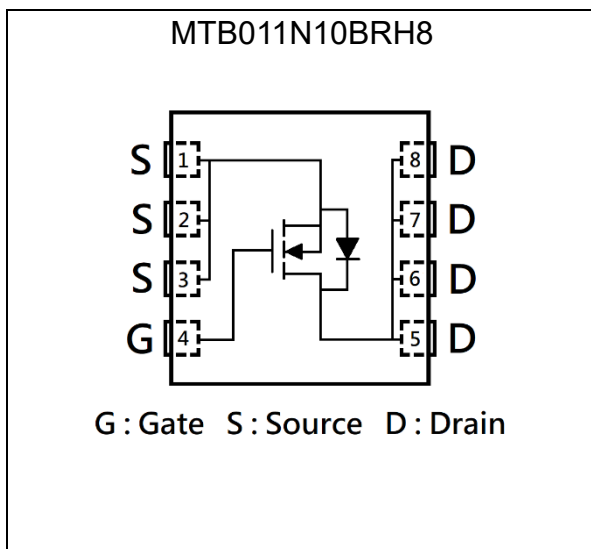 MTB011N10BRH8
S 1 8 D
S 2 7 D
S 3 6 D
G 4 5 D
G : Gate S : Source D : Drain